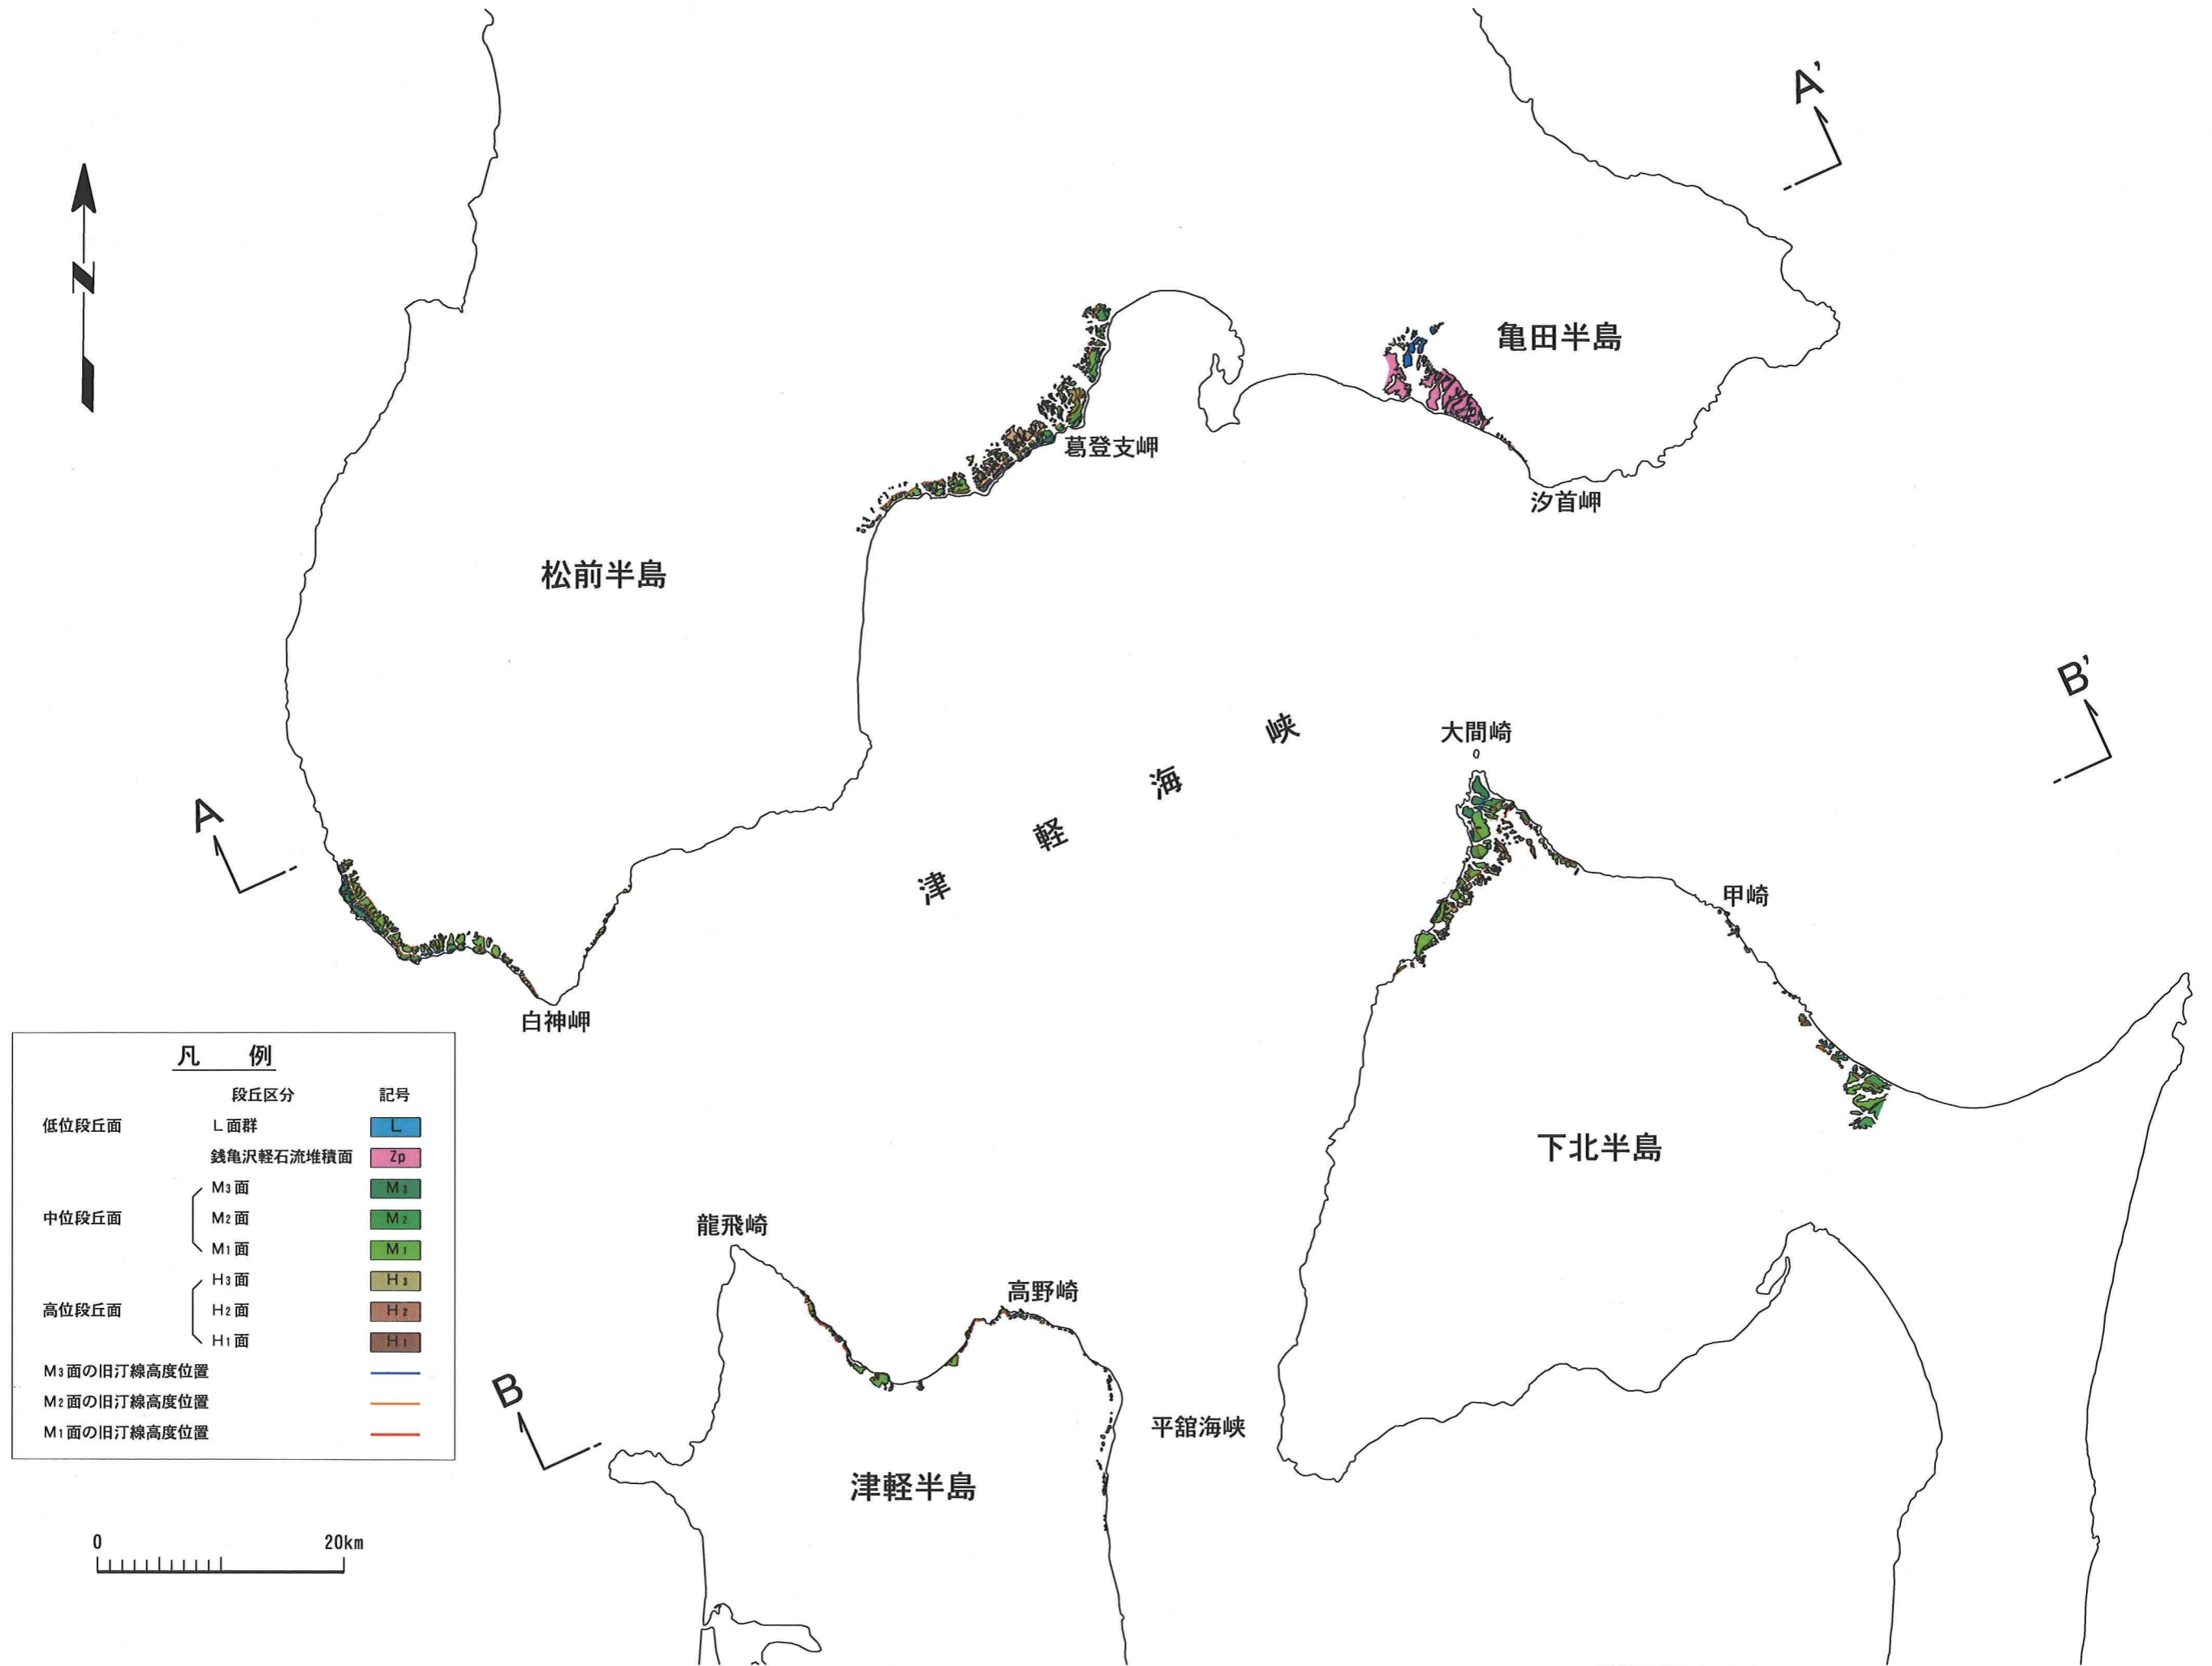 A'
N
亀田半島
葛登支岬
汐首岬
松前半島
B'
大間崎
津軽海峡
A
甲崎
白神岬
凡 例
段丘区分 記号
低位段丘面 L面群 L
銭亀沢軽石流堆積面 Zp
M3面 M3
中位段丘面 M2面 M2
M1面 M1
H3面 H3
高位段丘面 H2面 H2
H1面 H1
M3面の旧汀線高度位置
M2面の旧汀線高度位置
M1面の旧汀線高度位置
下北半島
龍飛崎
高野崎
B
平舘海峡
津軽半島
0 20km